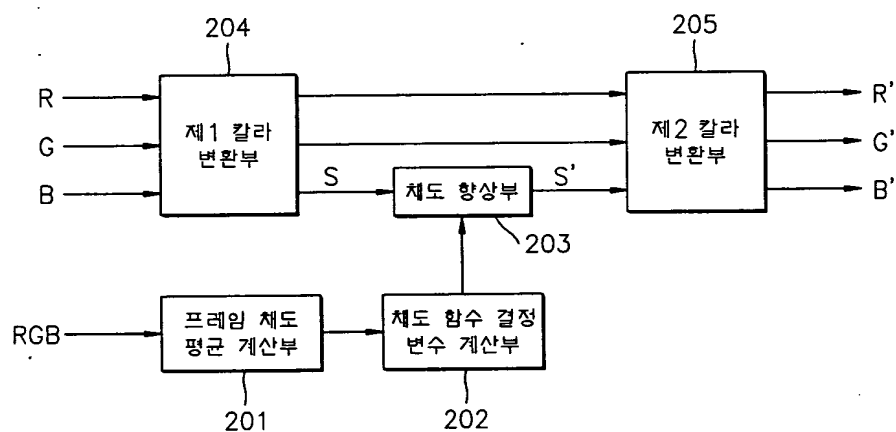 204
205
R
G
B
제1 칼라
변환부
제2 칼라
변환부
R'
G'
B'
S
채도 향상부
S'
203
RGB
프레임 채도
평균 계산부
채도 함수 결정
변수 계산부
201
202